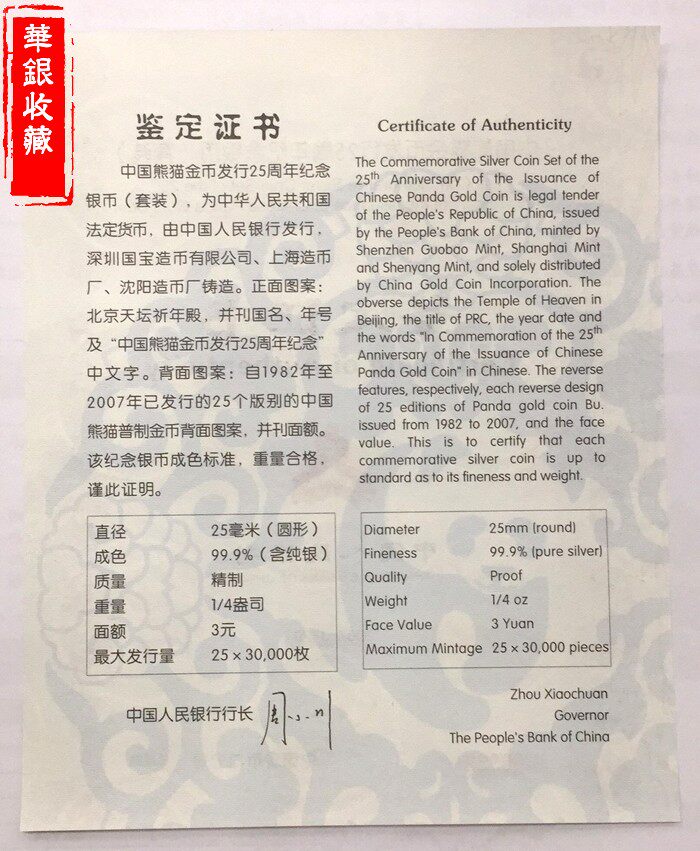 華銀收藏
鉴定证书
中国熊猫金币发行25周年纪念
银币（套装），为中华人民共和国
法定货币，由中国人民银行发行，
深圳国宝造币有限公司、上海造币
厂、沈阳造币厂铸造。正面图案：
北京天坛祈年殿，并刊国名、年号
及“中国熊猫金币发行25周年纪念”
中文字。背面图案：自1982年至
2007年已发行的25个版别的中国
熊猫普制金币背面图案，并刊面额。
该纪念银币成色标准，重量合格，
谨此证明。
直径 25毫米（圆形）
成色 99.9%（含纯银）
质量 精制
重量 1/4盎司
面额 3元
最大发行量 25×30,000枚
中国人民银行行长 周小川
Certificate of Authenticity
The Commemorative Silver Coin Set of the
25th Anniversary of the Issuance of
Chinese Panda Gold Coin is legal tender
of the People's Republic of China, issued
by the People's Bank of China, minted by
Shenzhen Guobao Mint, Shanghai Mint
and Shenyang Mint, and solely distributed
by China Gold Coin Incorporation. The
obverse depicts the Temple of Heaven in
Beijing, the title of PRC, the year date and
the words "In Commemoration of the 25th
Anniversary of the Issuance of Chinese
Panda Gold Coin" in Chinese. The reverse
features, respectively, each reverse design
of 25 editions of Panda gold coin Bu.
issued from 1982 to 2007, and the face
value. This is to certify that each
commemorative silver coin is up to
standard as to its fineness and weight.
Diameter 25mm (round)
Fineness 99.9% (pure silver)
Quality Proof
Weight 1/4 oz
Face Value 3 Yuan
Maximum Mintage 25×30,000 pieces
Zhou Xiaochuan
Governor
The People's Bank of China